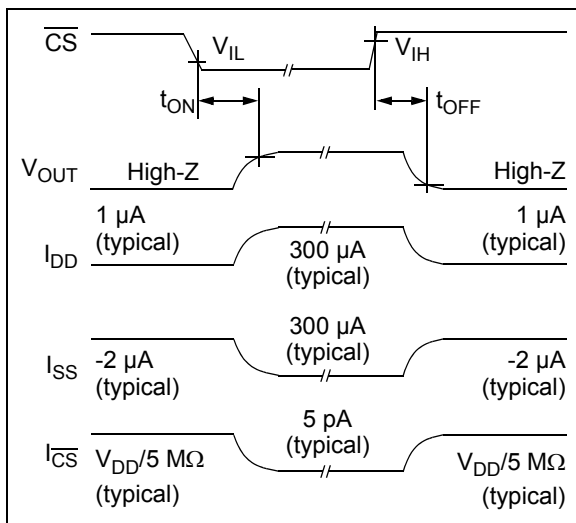 CS
V_IL
V_IH
t_ON
t_OFF
V_OUT
High-Z
High-Z
1 µA
(typical)
1 µA
(typical)
I_DD
300 µA
(typical)
300 µA
(typical)
I_SS
-2 µA
(typical)
-2 µA
(typical)
5 pA
(typical)
I_CS
V_DD/5 MΩ
(typical)
V_DD/5 MΩ
(typical)